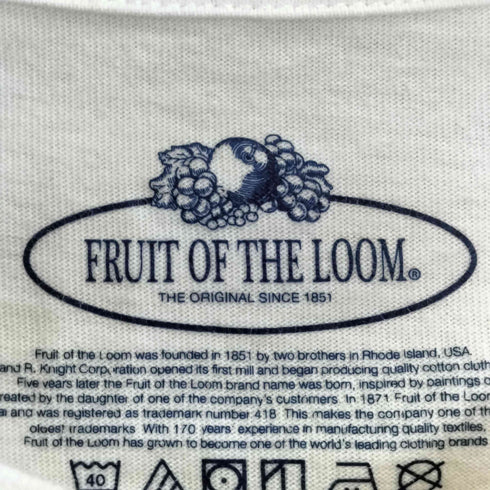 FRUIT OF THE LOOM®
THE ORIGINAL SINCE 1851
Fruit of the Loom was founded in 1851 by two brothers in Rhode Island, USA.
and R. Knight Corporation opened its first mill and began producing quality cotton cloth
Five years later the Fruit of the Loom brand name was born, inspired by paintings of
created by the daughter of one of the company's customers. In 1871 Fruit of the Loom
and was registered as trademark number 418. This makes the company one of the
oldest trademarks. With 170 years' experience in manufacturing quality textiles,
Fruit of the Loom has grown to become one of the world's leading clothing brands
40